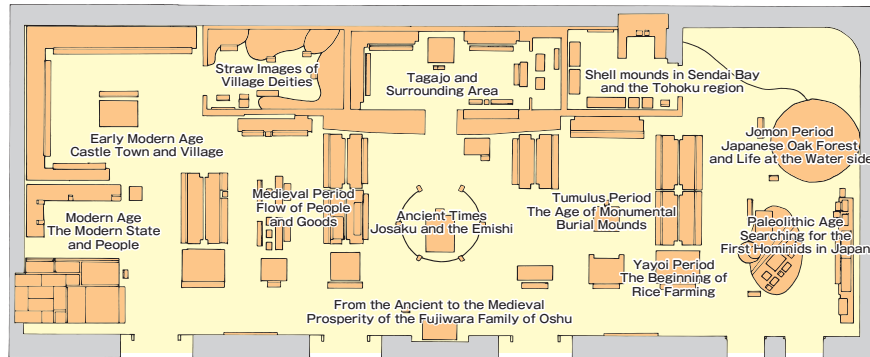 Straw Images of
Village Deities
Tagajo and
Surrounding Area
Shell mounds in Sendai Bay
and the Tohoku region
Early Modern Age
Castle Town and Village
Jomon Period
Japanese Oak Forest
and Life at the Water side
Medieval Period
Flow of People
and Goods
Modern Age
The Modern State
and People
Ancient Times
Josaku and the Emishi
Tumulus Period
The Age of Monumental
Burial Mounds
Paleolithic Age
Searching for the
First Hominids in Japan
Yayoi Period
The Beginning of
Rice Farming
From the Ancient to the Medieval
Prosperity of the Fujiwara Family of Oshu